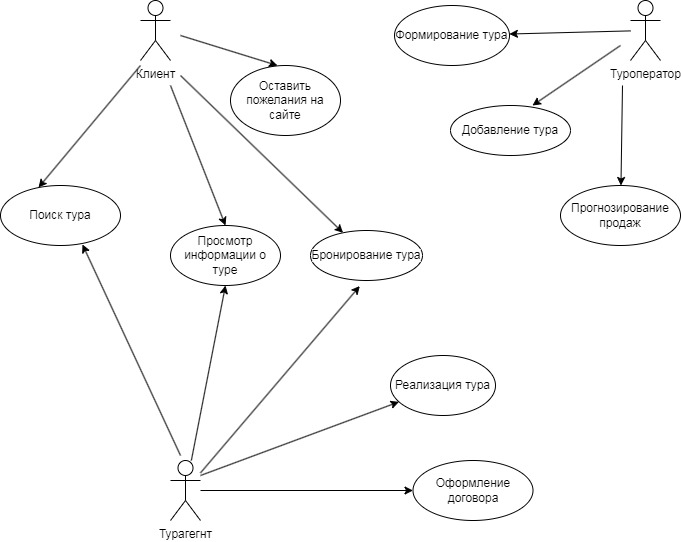 Формирование тура
Клиент
Туроператор
Оставить
пожелания на
сайте
Добавление тура
Поиск тура
Прогнозирование
продаж
Просмотр
информации о
туре
Бронирование тура
Реализация тура
Оформление
договора
Турагегнт